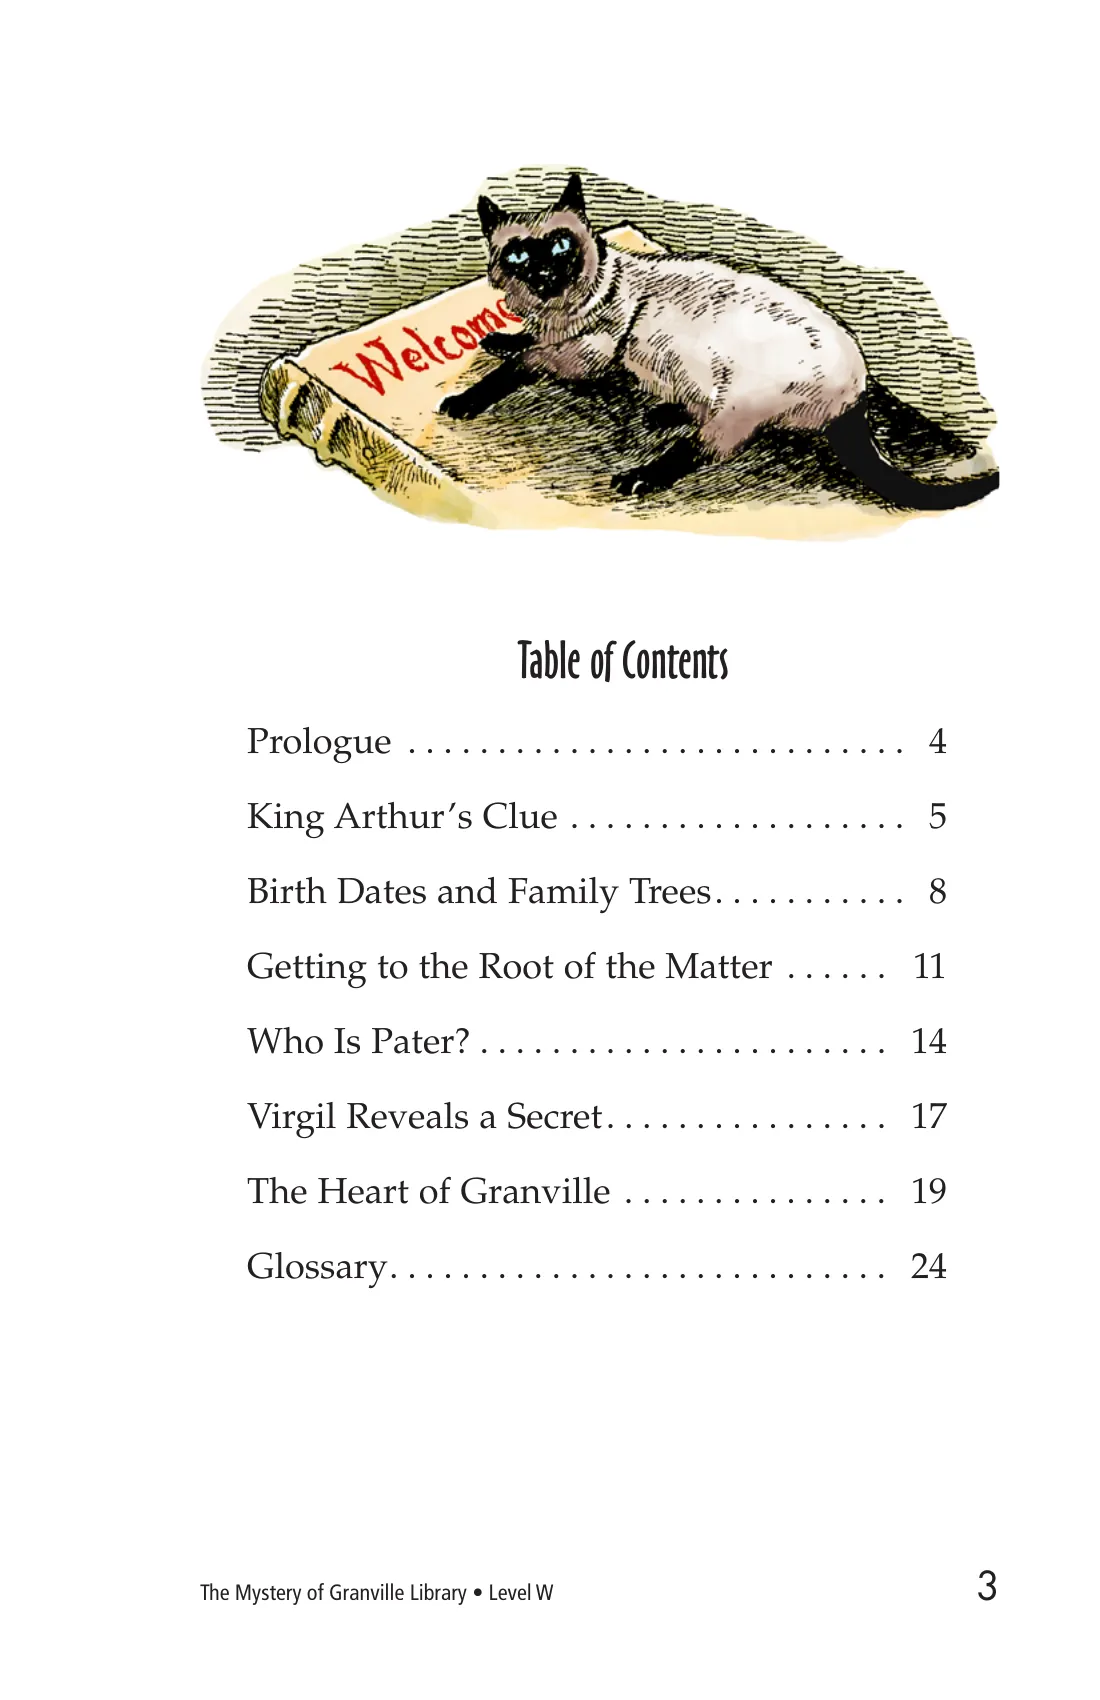 Welcome
Table of Contents
Prologue . . . . . . . . . . . . . . . . . . . . . . . . . . . . 4
King Arthur’s Clue . . . . . . . . . . . . . . . . . . . 5
Birth Dates and Family Trees. . . . . . . . . . . 8
Getting to the Root of the Matter . . . . . . 11
Who Is Pater? . . . . . . . . . . . . . . . . . . . . . . . 14
Virgil Reveals a Secret. . . . . . . . . . . . . . . . 17
The Heart of Granville . . . . . . . . . . . . . . . 19
Glossary. . . . . . . . . . . . . . . . . . . . . . . . . . . . 24
The Mystery of Granville Library • Level W 3